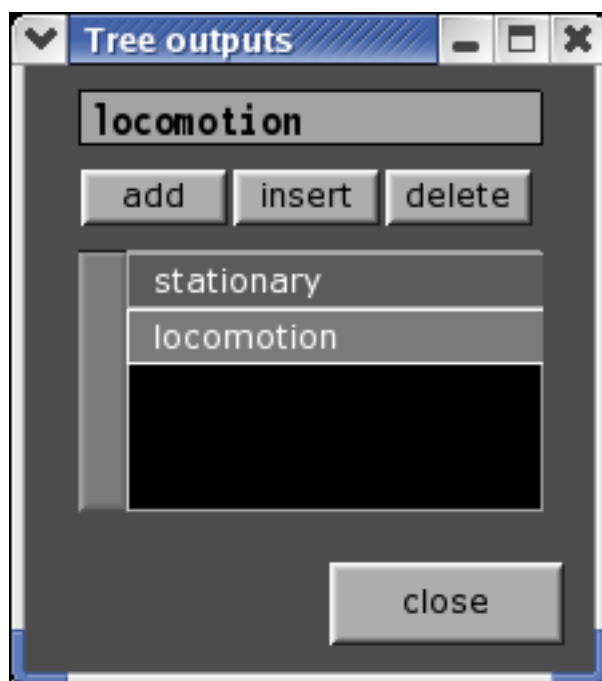 Tree outputs
locomotion
add insert delete
stationary
locomotion
close